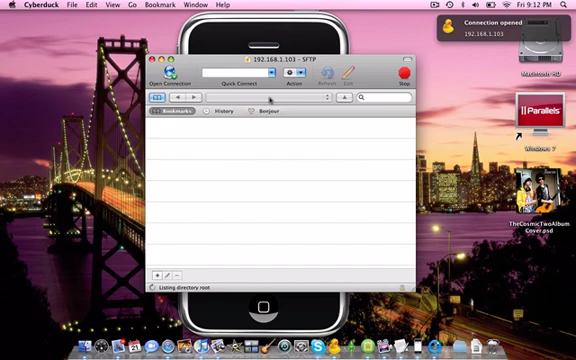 Cyberduck File Edit View Go Bookmark Window Help
Fri 9:12 PM
Connection opened
192.168.1.103
192.168.1.103 – SFTP
Open Connection
Quick Connect
Action
Refresh
Edit
Stop
Bookmarks
History
Bonjour
Listing directory root
Macintosh HD
Parallels
Windows 7
TheCosmicTwoAlbum
Cover.psd